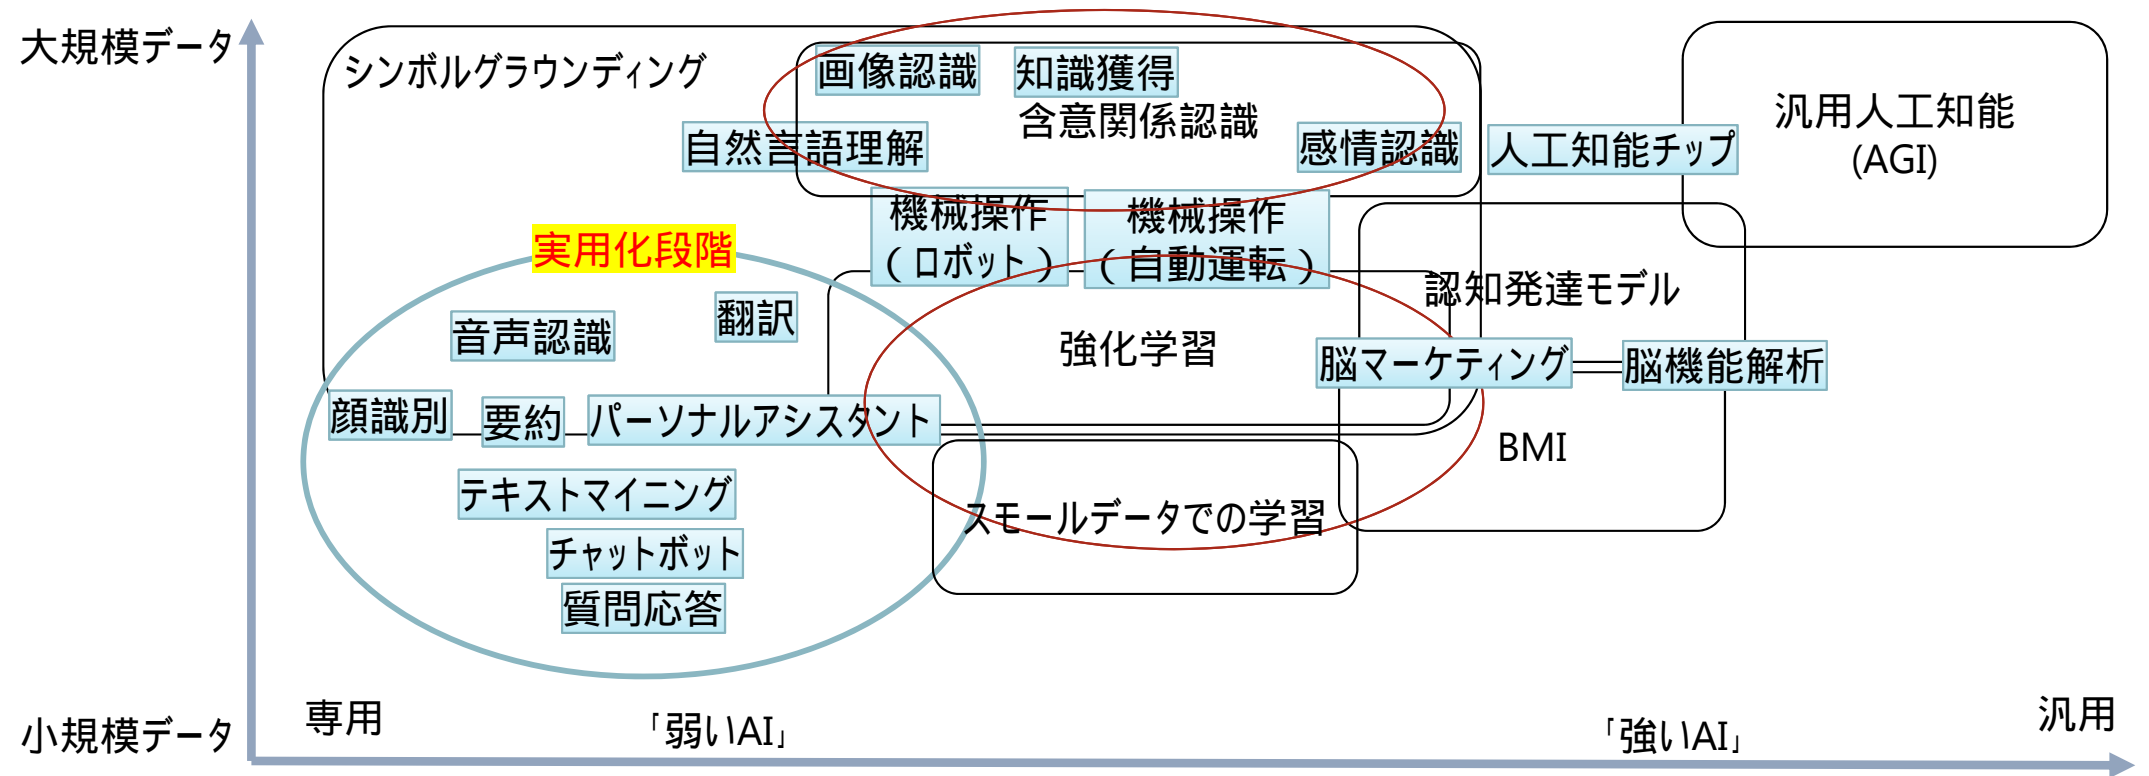 大規模データ
シンボルグラウンディング
画像認識
知識獲得
含意関係認識
自然言語理解
感情認識
人工知能チップ
汎用人工知能
(AGI)
機械操作
(ロボット)
機械操作
(自動運転)
実用化段階
認知発達モデル
翻訳
音声認識
強化学習
脳マーケティング
脳機能解析
顔識別
要約
パーソナルアシスタント
BMI
テキストマイニング
スモールデータでの学習
チャットボット
質問応答
小規模データ
専用
「弱いAI」
「強いAI」
汎用